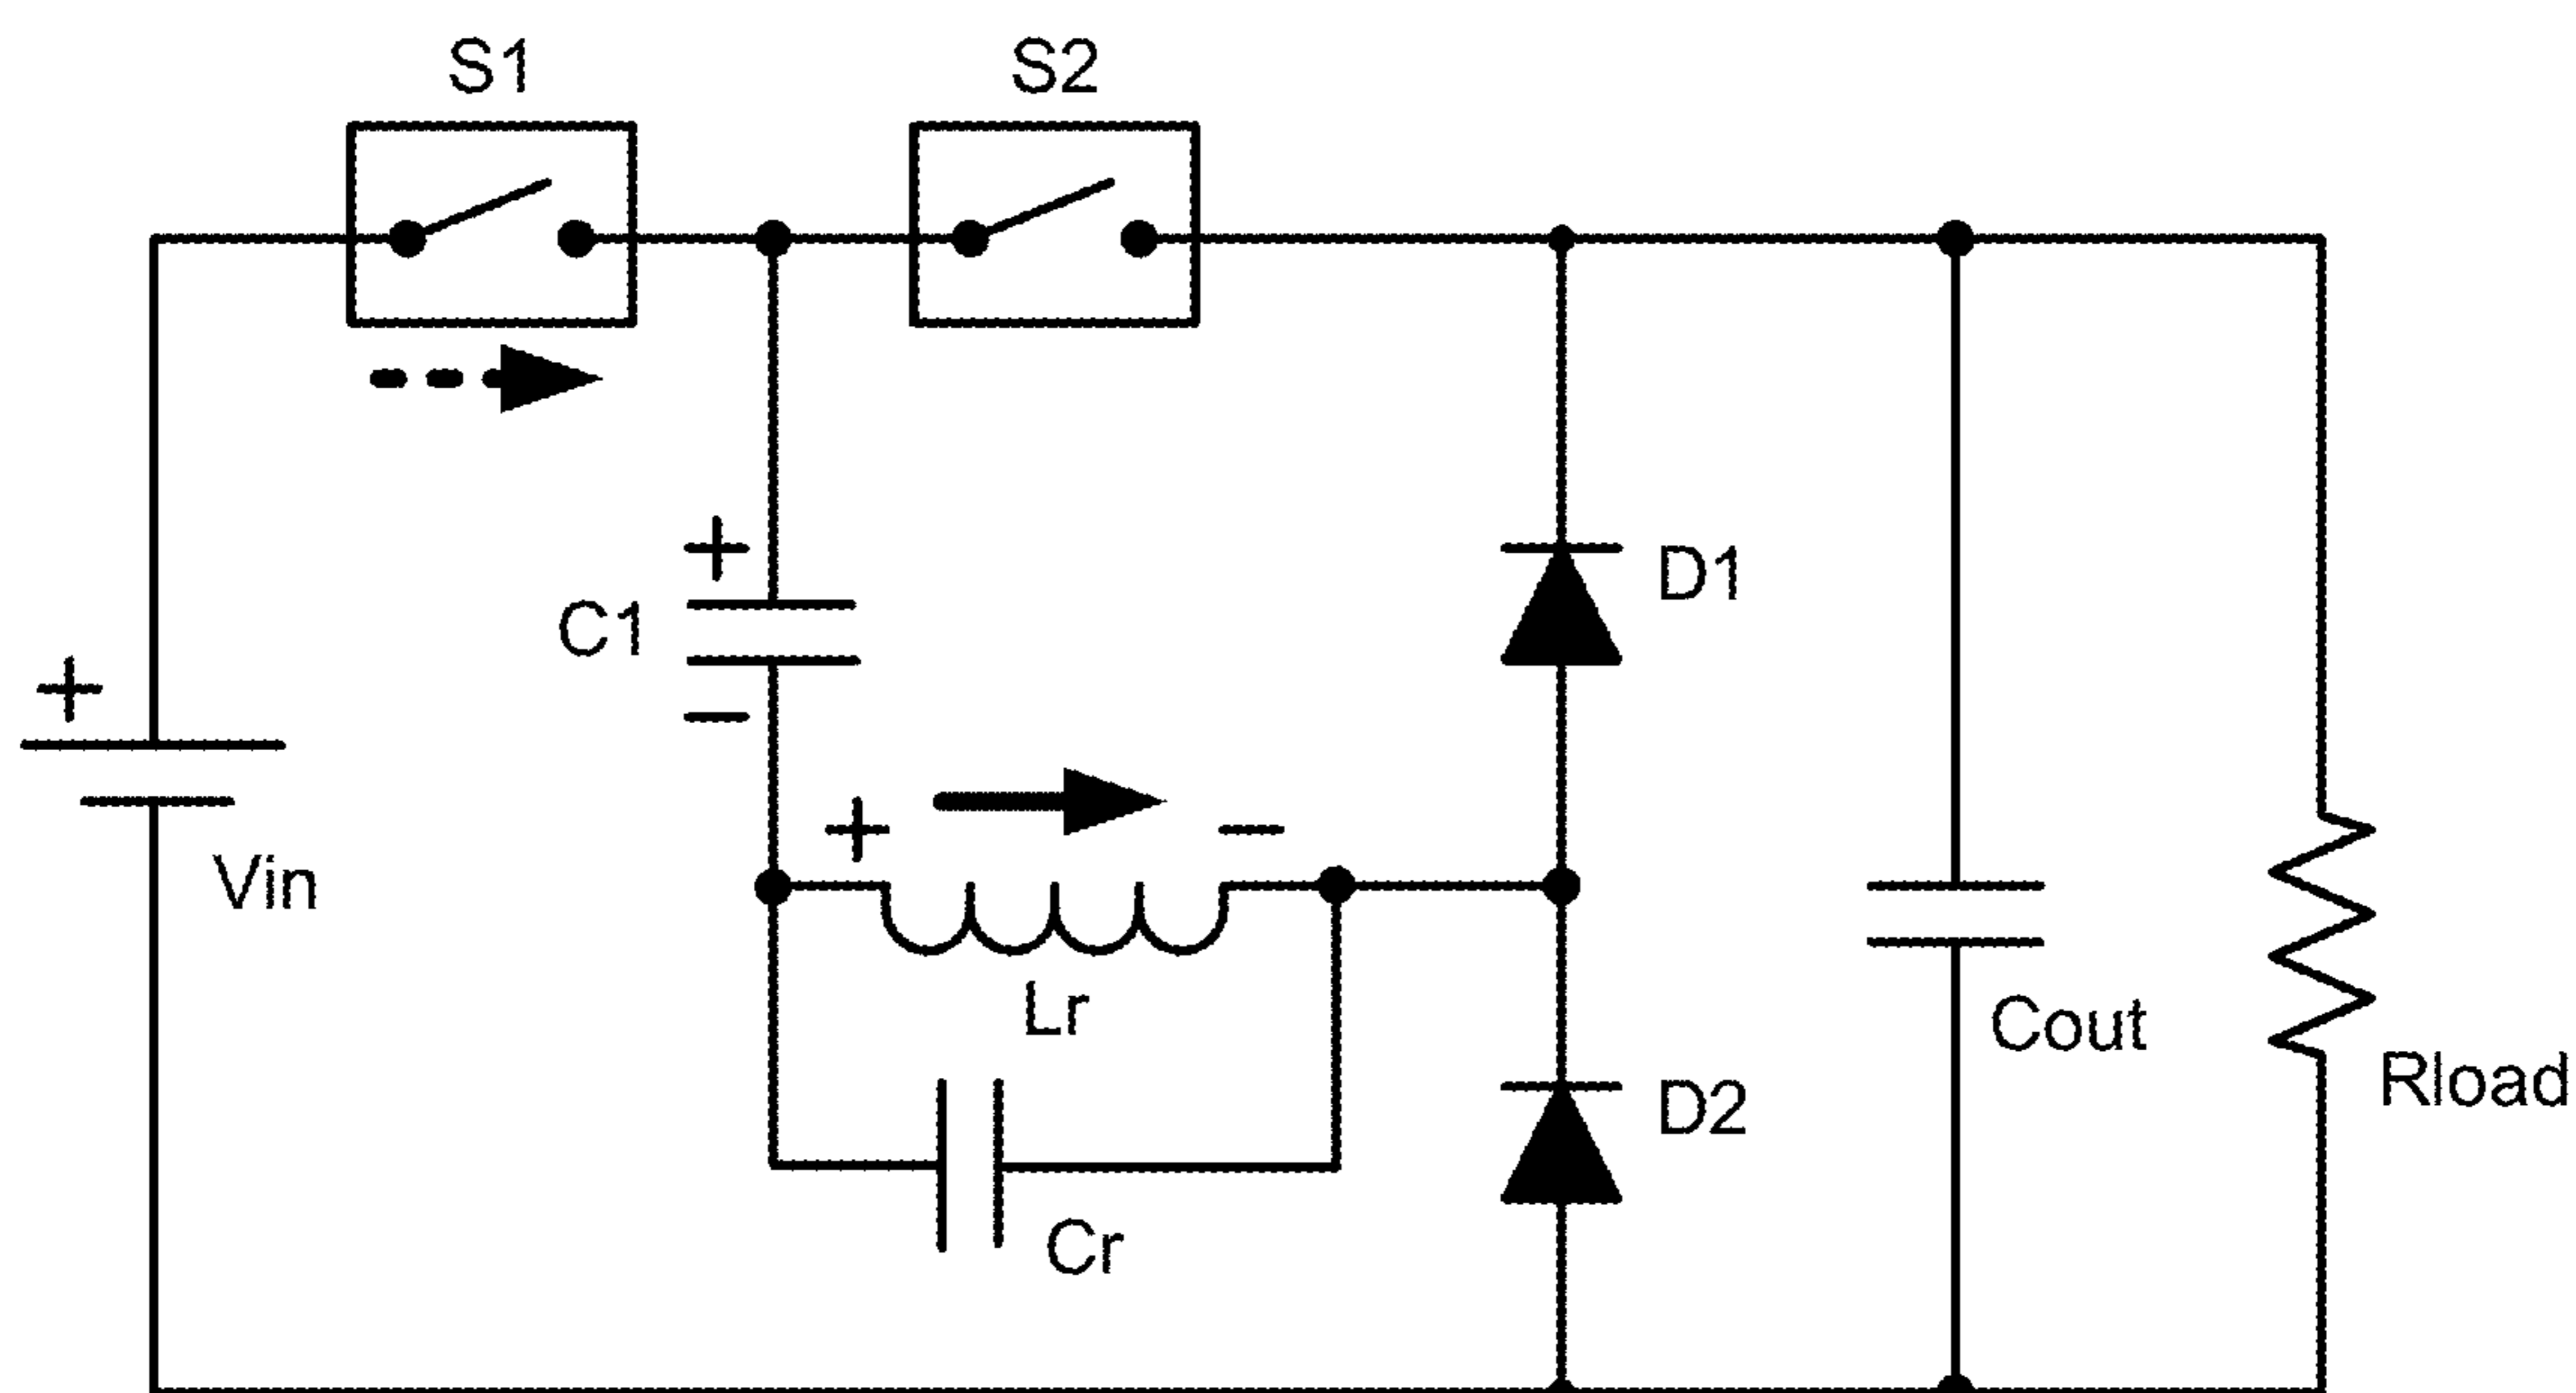 S1
S2
+
C1
−
D1
+
Vin
+
−
Lr
Cout
Rload
D2
Cr